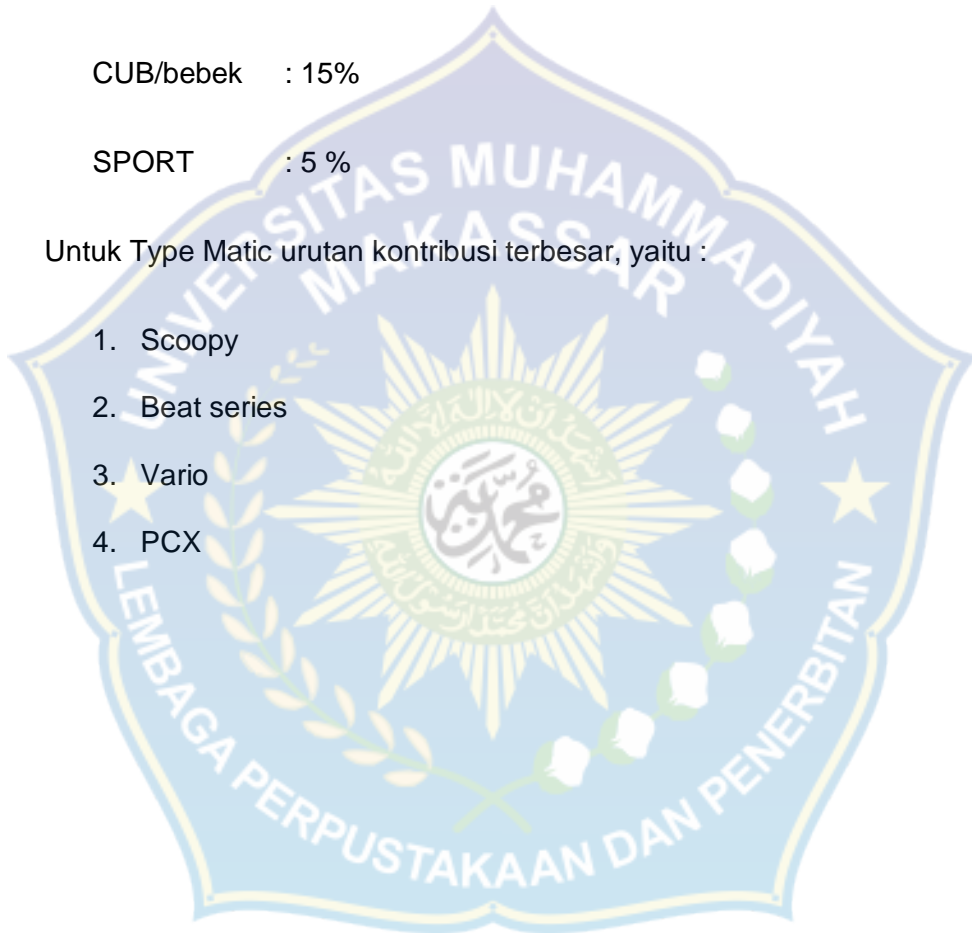 CUB/bebek : 15%
SPORT : 5 %
Untuk Type Matic urutan kontribusi terbesar, yaitu :
1. Scoopy
2. Beat series
3. Vario
4. PCX
UNIVERSITAS MUHAMMADIYAH
MAKASSAR
LEMBAGA PERPUSTAKAAN DAN PENERBITAN